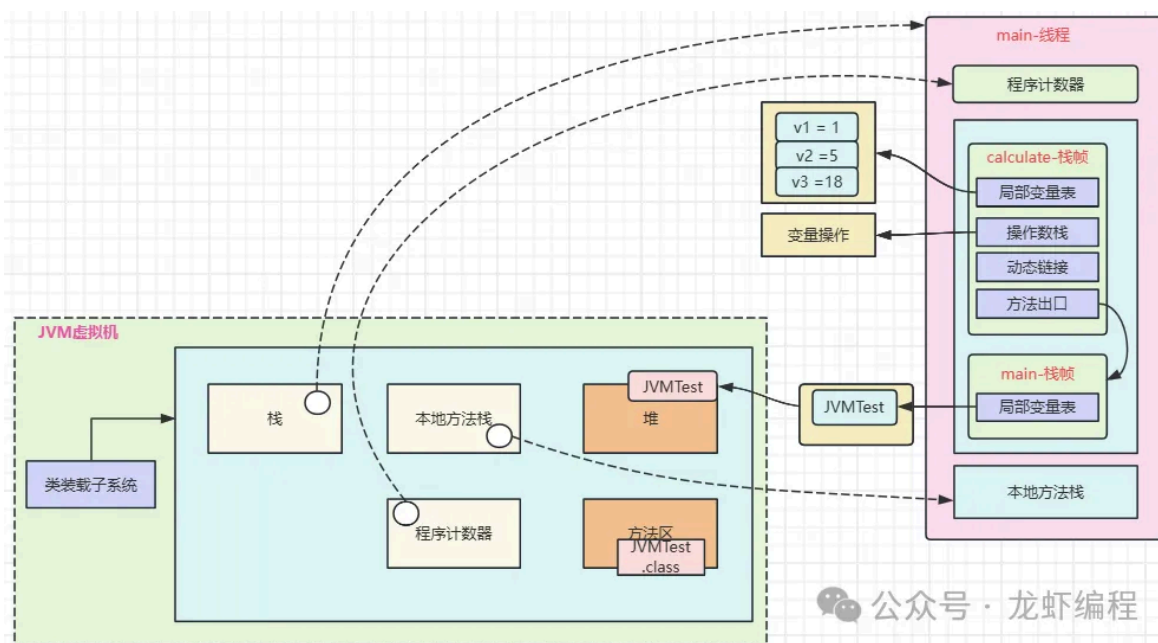 main-线程
程序计数器
v1 = 1
v2 =5
v3 =18
calculate-栈帧
局部变量表
变量操作
操作数栈
动态链接
方法出口
JVM虚拟机
main-栈帧
局部变量表
JVMTest
JVMTest
栈
本地方法栈
堆
类装载子系统
本地方法栈
程序计数器
方法区
JVMTest
.class
公众号 · 龙虾编程